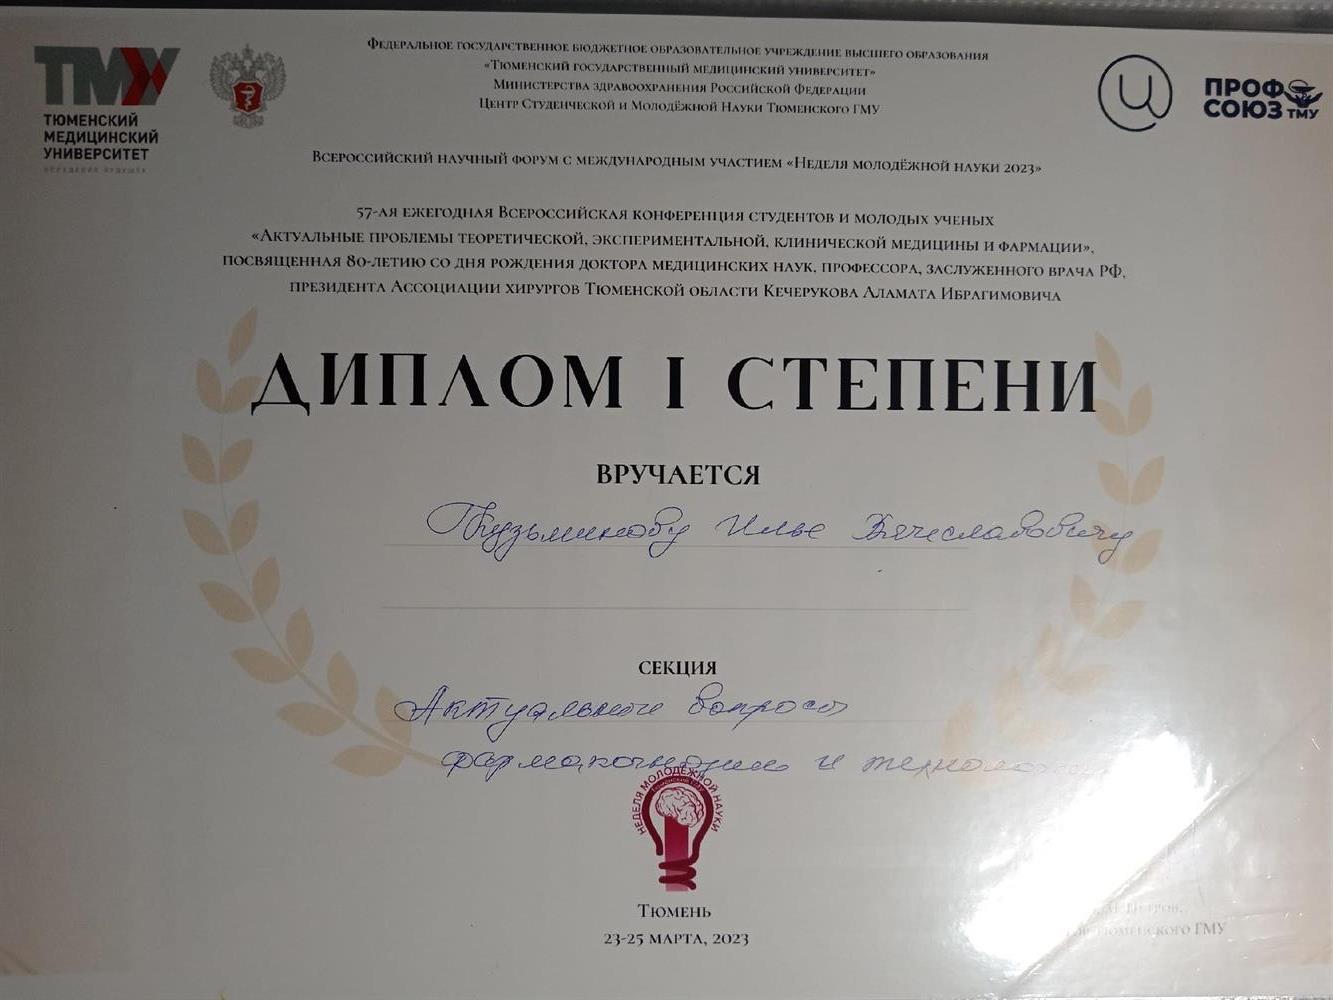 ТМУ
ТЮМЕНСКИЙ
МЕДИЦИНСКИЙ
УНИВЕРСИТЕТ
ФЕДЕРАЛЬНОЕ ГОСУДАРСТВЕННОЕ БЮДЖЕТНОЕ ОБРАЗОВАТЕЛЬНОЕ УЧРЕЖДЕНИЕ ВЫСШЕГО ОБРАЗОВАНИЯ
«ТЮМЕНСКИЙ ГОСУДАРСТВЕННЫЙ МЕДИЦИНСКИЙ УНИВЕРСИТЕТ»
МИНИСТЕРСТВА ЗДРАВООХРАНЕНИЯ РОССИЙСКОЙ ФЕДЕРАЦИИ
ЦЕНТР СТУДЕНЧЕСКОЙ И МОЛОДЁЖНОЙ НАУКИ ТЮМЕНСКОГО ГМУ
ПРОФ
СОЮЗ ТМУ
ВСЕРОССИЙСКИЙ НАУЧНЫЙ ФОРУМ С МЕЖДУНАРОДНЫМ УЧАСТИЕМ «НЕДЕЛЯ МОЛОДЁЖНОЙ НАУКИ 2023»
57-АЯ ЕЖЕГОДНАЯ ВСЕРОССИЙСКАЯ КОНФЕРЕНЦИЯ СТУДЕНТОВ И МОЛОДЫХ УЧЕНЫХ
«АКТУАЛЬНЫЕ ПРОБЛЕМЫ ТЕОРЕТИЧЕСКОЙ, ЭКСПЕРИМЕНТАЛЬНОЙ, КЛИНИЧЕСКОЙ МЕДИЦИНЫ И ФАРМАЦИИ»,
ПОСВЯЩЕННАЯ 80-ЛЕТИЮ СО ДНЯ РОЖДЕНИЯ ДОКТОРА МЕДИЦИНСКИХ НАУК, ПРОФЕССОРА, ЗАСЛУЖЕННОГО ВРАЧА РФ,
ПРЕЗИДЕНТА АССОЦИАЦИИ ХИРУРГОВ ТЮМЕНСКОЙ ОБЛАСТИ КЕЧЕРУКОВА АЛАМАТА ИБРАГИМОВИЧА
ДИПЛОМ I СТЕПЕНИ
ВРУЧАЕТСЯ
Кузьминову Илье Вячеславовичу
СЕКЦИЯ
Актуальные вопросы
фармакогнозии и технологии
НЕДЕЛЯ МОЛОДЁЖНОЙ НАУКИ
ТЮМЕНЬ
23-25 МАРТА, 2023
ПЕТРОВ,
ТЮМЕНСКОГО ГМУ